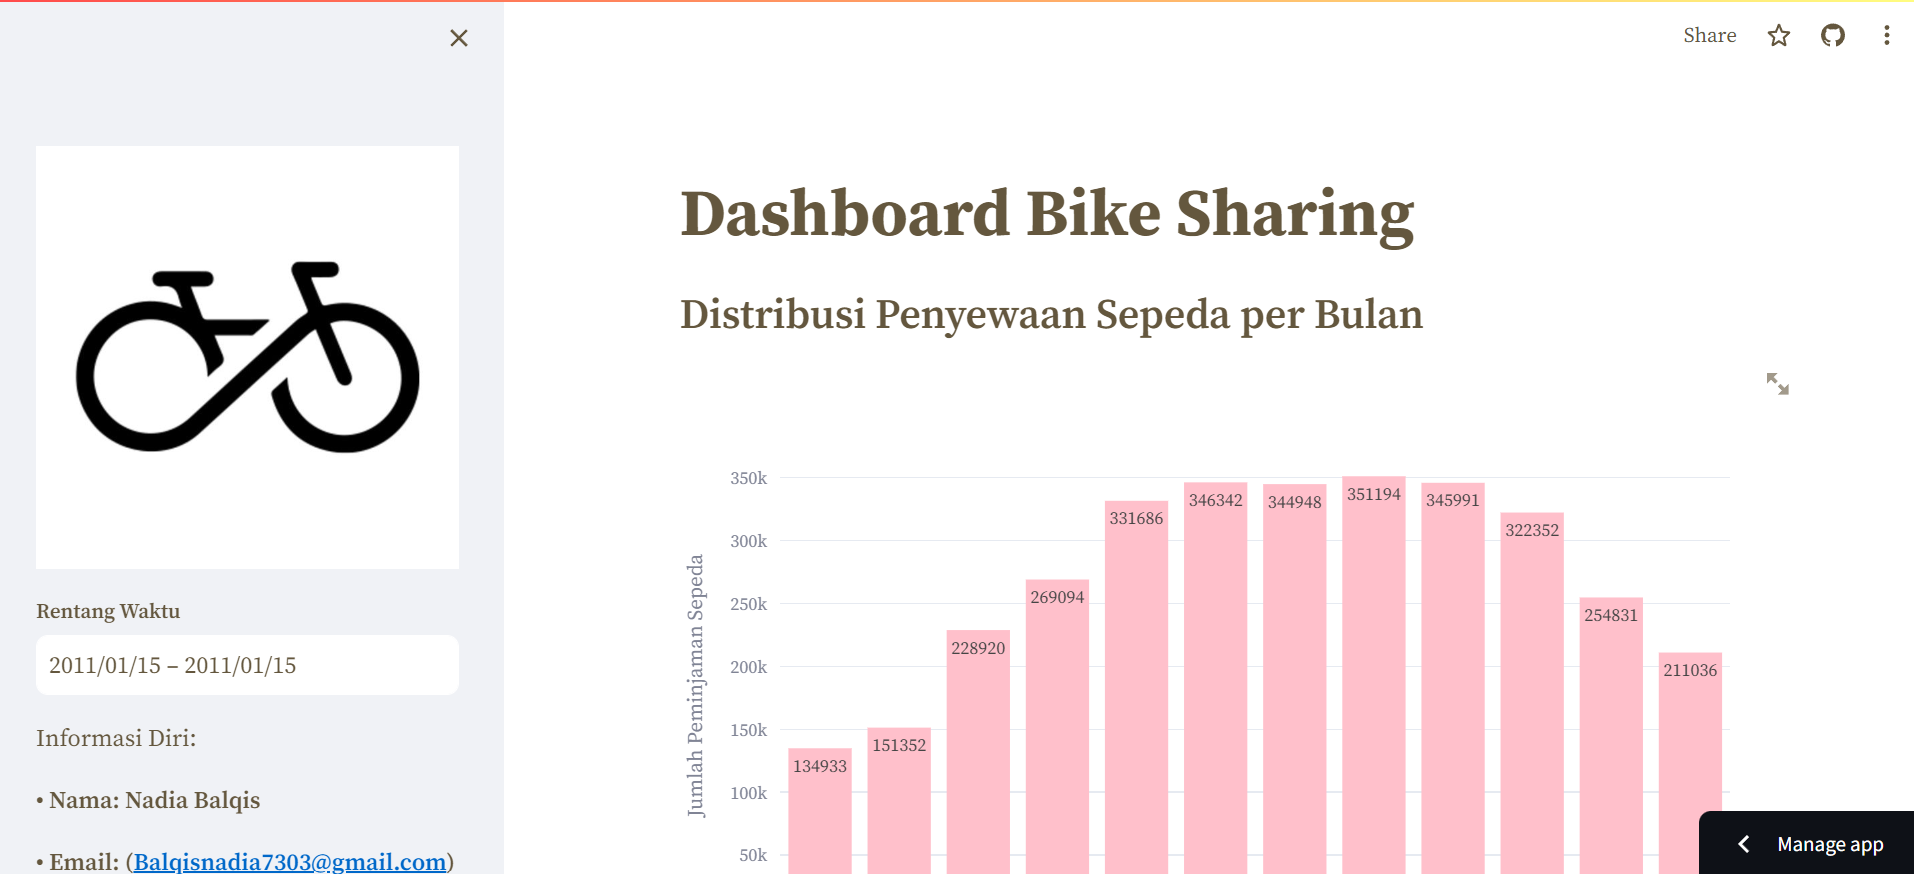 Share
Dashboard Bike Sharing
Distribusi Penyewaan Sepeda per Bulan
Rentang Waktu
2011/01/15 – 2011/01/15
Informasi Diri:
• Nama: Nadia Balqis
• Email: (Balqisnadia7303@gmail.com)
Jumlah Peminjaman Sepeda
350k
300k
250k
200k
150k
100k
50k
134933
151352
228920
269094
331686
346342
344948
351194
345991
322352
254831
211036
Manage app